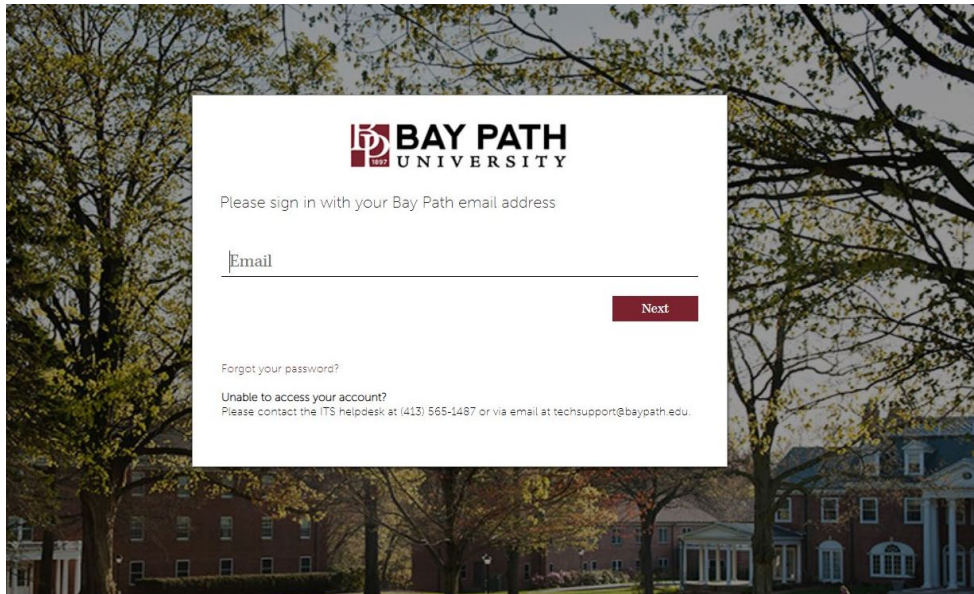 BP
1897
BAY PATH
UNIVERSITY
Please sign in with your Bay Path email address
Email
Next
Forgot your password?
Unable to access your account?
Please contact the ITS helpdesk at (413) 565-1487 or via email at techsupport@baypath.edu.